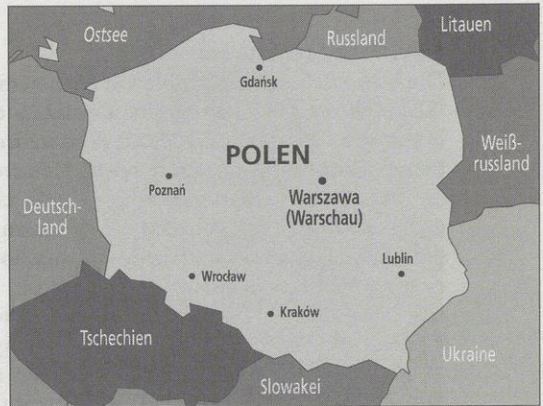 Ostsee
Russland
Litauen
Gdańsk
POLEN
Weiß-
russland
Poznań
Warszawa
(Warschau)
Deutsch-
land
Lublin
Wrocław
Kraków
Tschechien
Ukraine
Slowakei